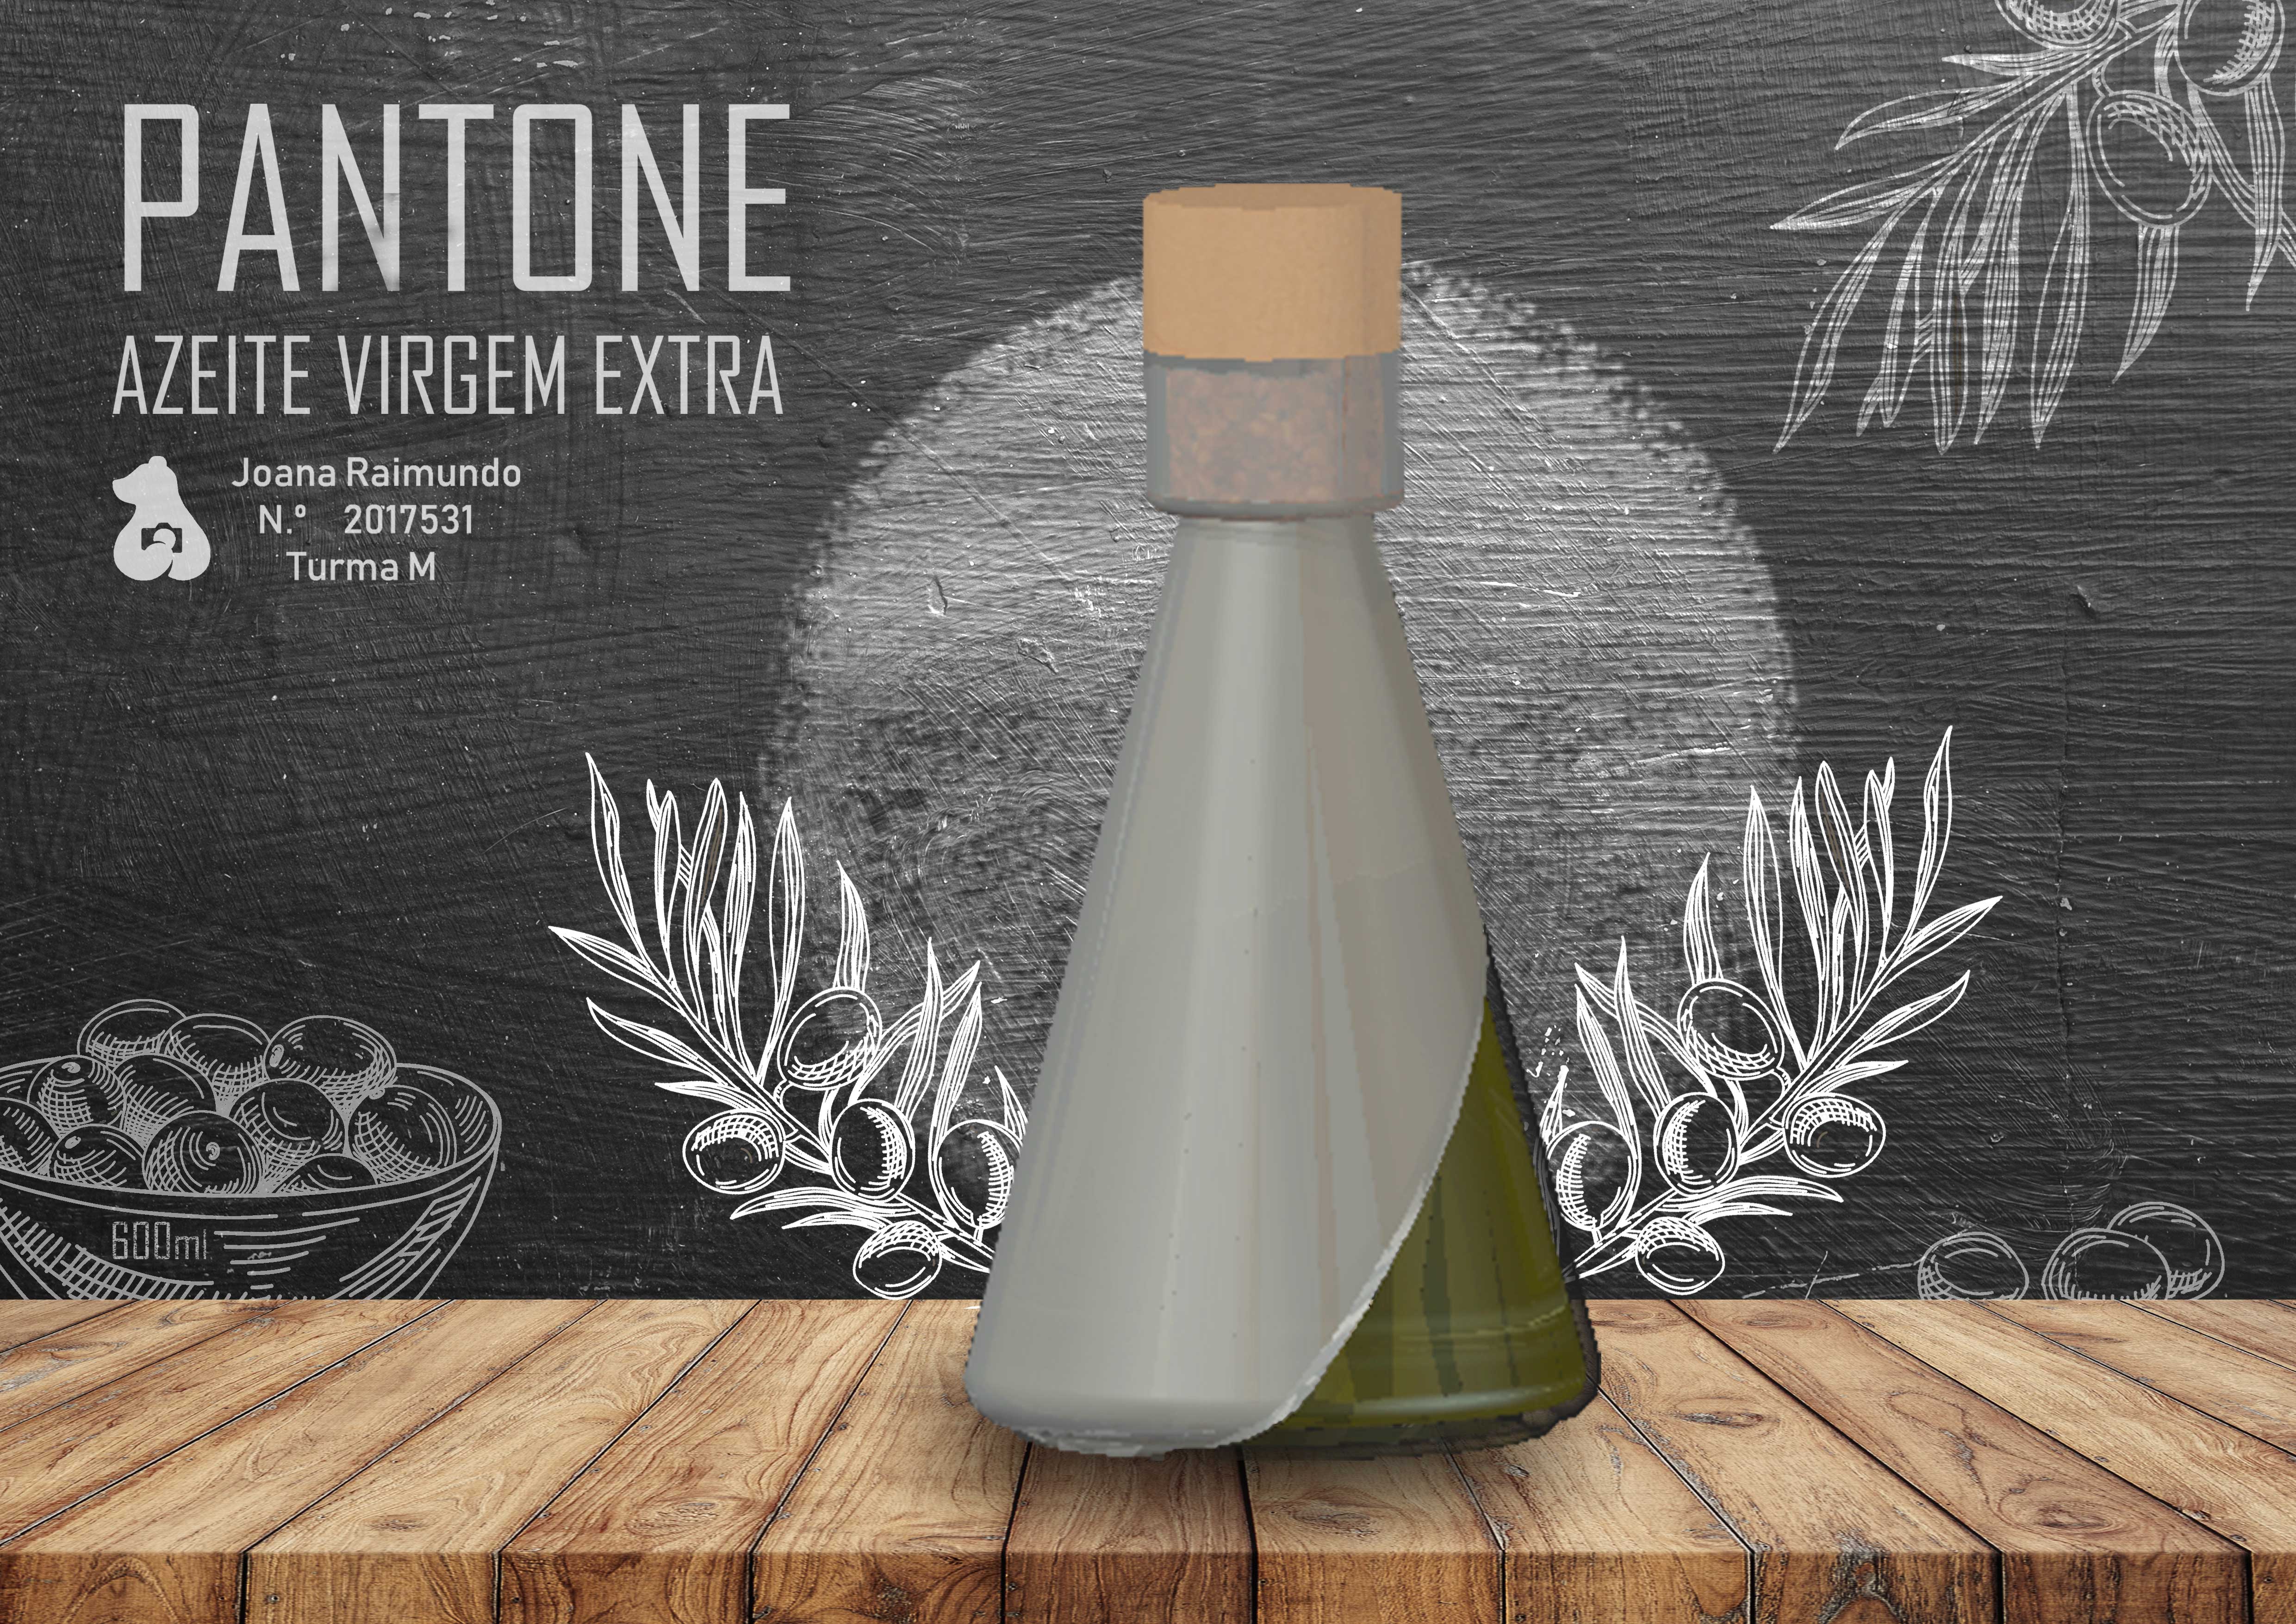 PANTONE
AZEITE VIRGEM EXTRA
Joana Raimundo
N.º 2017531
Turma M
600ml